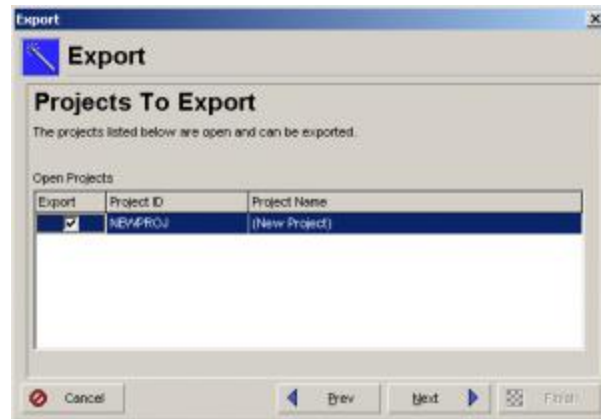 Export
Export
Projects To Export
The projects listed below are open and can be exported.
Open Projects
Export Project ID Project Name
NEWPROJ (New Project)
Cancel Prev Next Finish